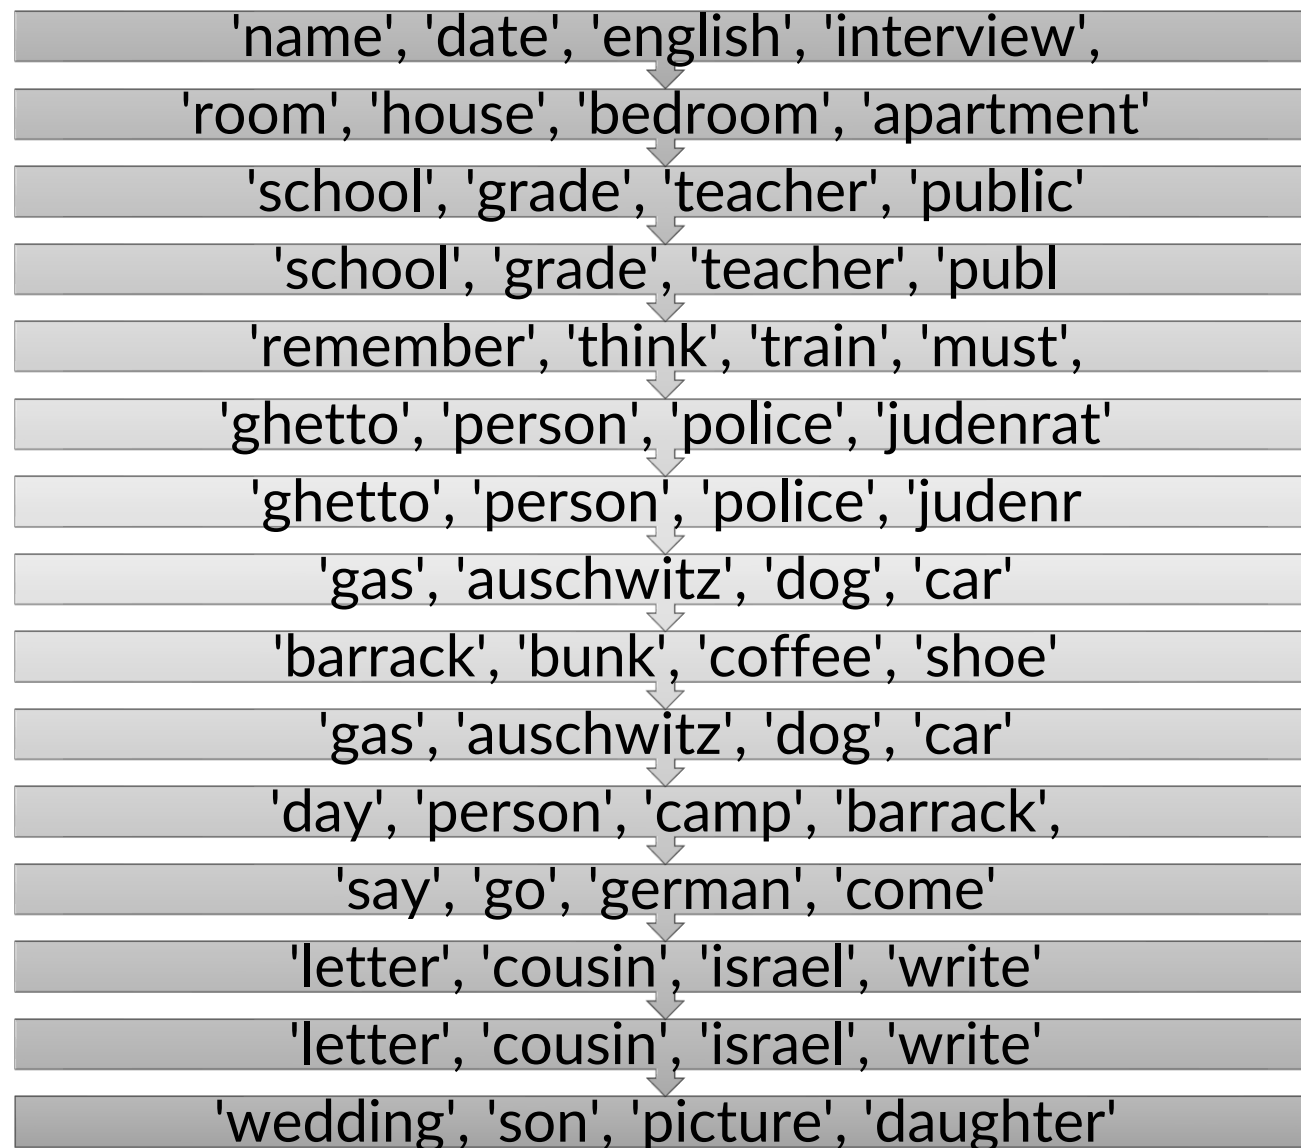 'name', 'date', 'english', 'interview',
'room', 'house', 'bedroom', 'apartment'
'school', 'grade', 'teacher', 'public'
'school', 'grade', 'teacher', 'publ
'remember', 'think', 'train', 'must',
'ghetto', 'person', 'police', 'judenrat'
'ghetto', 'person', 'police', 'judenr
'gas', 'auschwitz', 'dog', 'car'
'barrack', 'bunk', 'coffee', 'shoe'
'gas', 'auschwitz', 'dog', 'car'
'day', 'person', 'camp', 'barrack',
'say', 'go', 'german', 'come'
'letter', 'cousin', 'israel', 'write'
'letter', 'cousin', 'israel', 'write'
'wedding', 'son', 'picture', 'daughter'